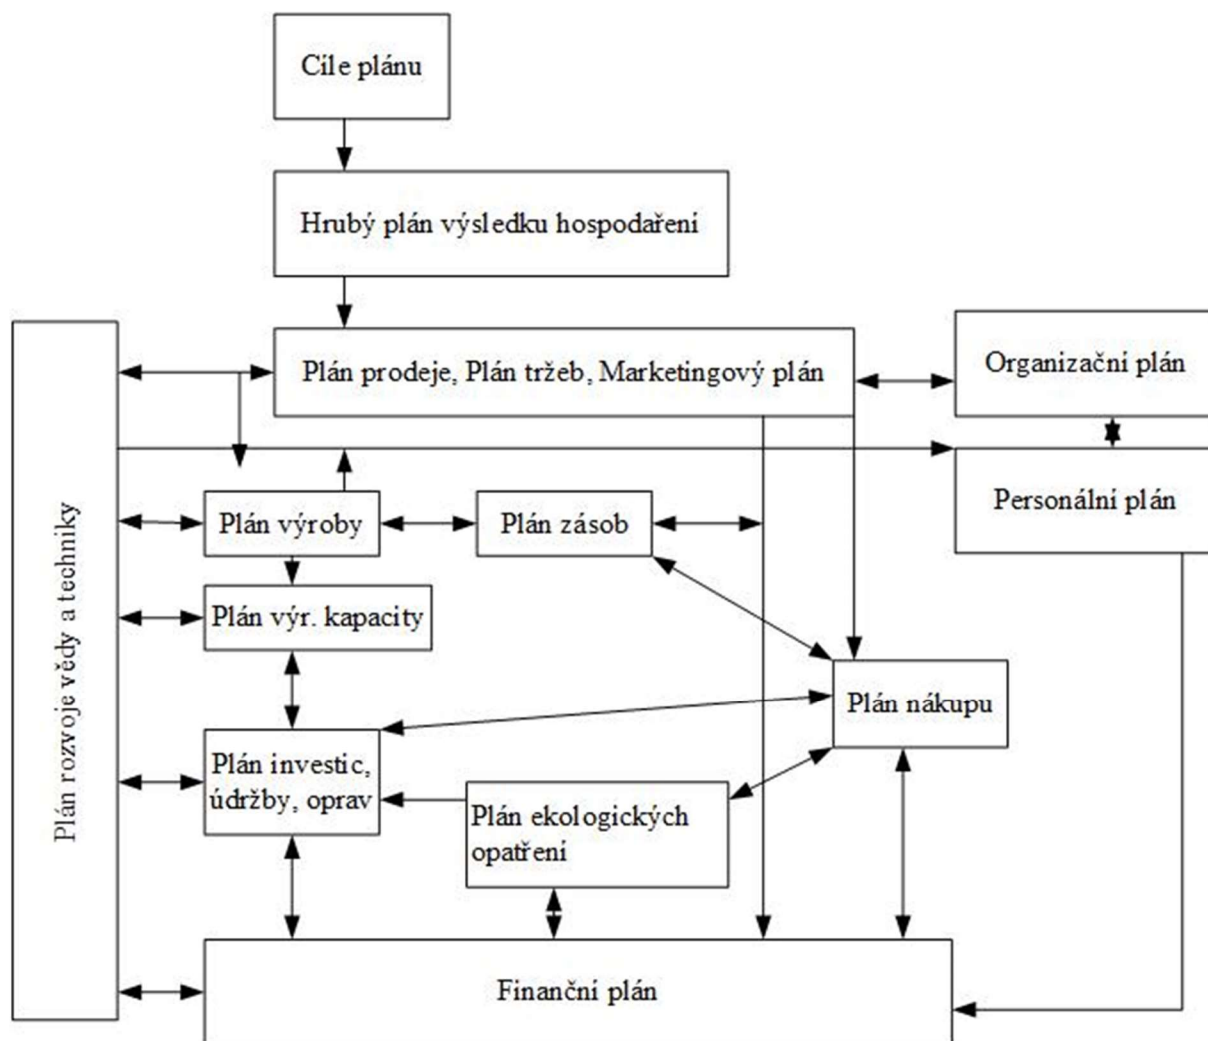 Cíle plánu
Hrubý plán výsledku hospodaření
Plán prodeje, Plán tržeb, Marketingový plán
Organizační plán
Personální plán
Plán rozvoje vědy a techniky
Plán výroby
Plán zásob
Plán výr. kapacity
Plán nákupu
Plán investic,
údržby, oprav
Plán ekologických
opatření
Finanční plán